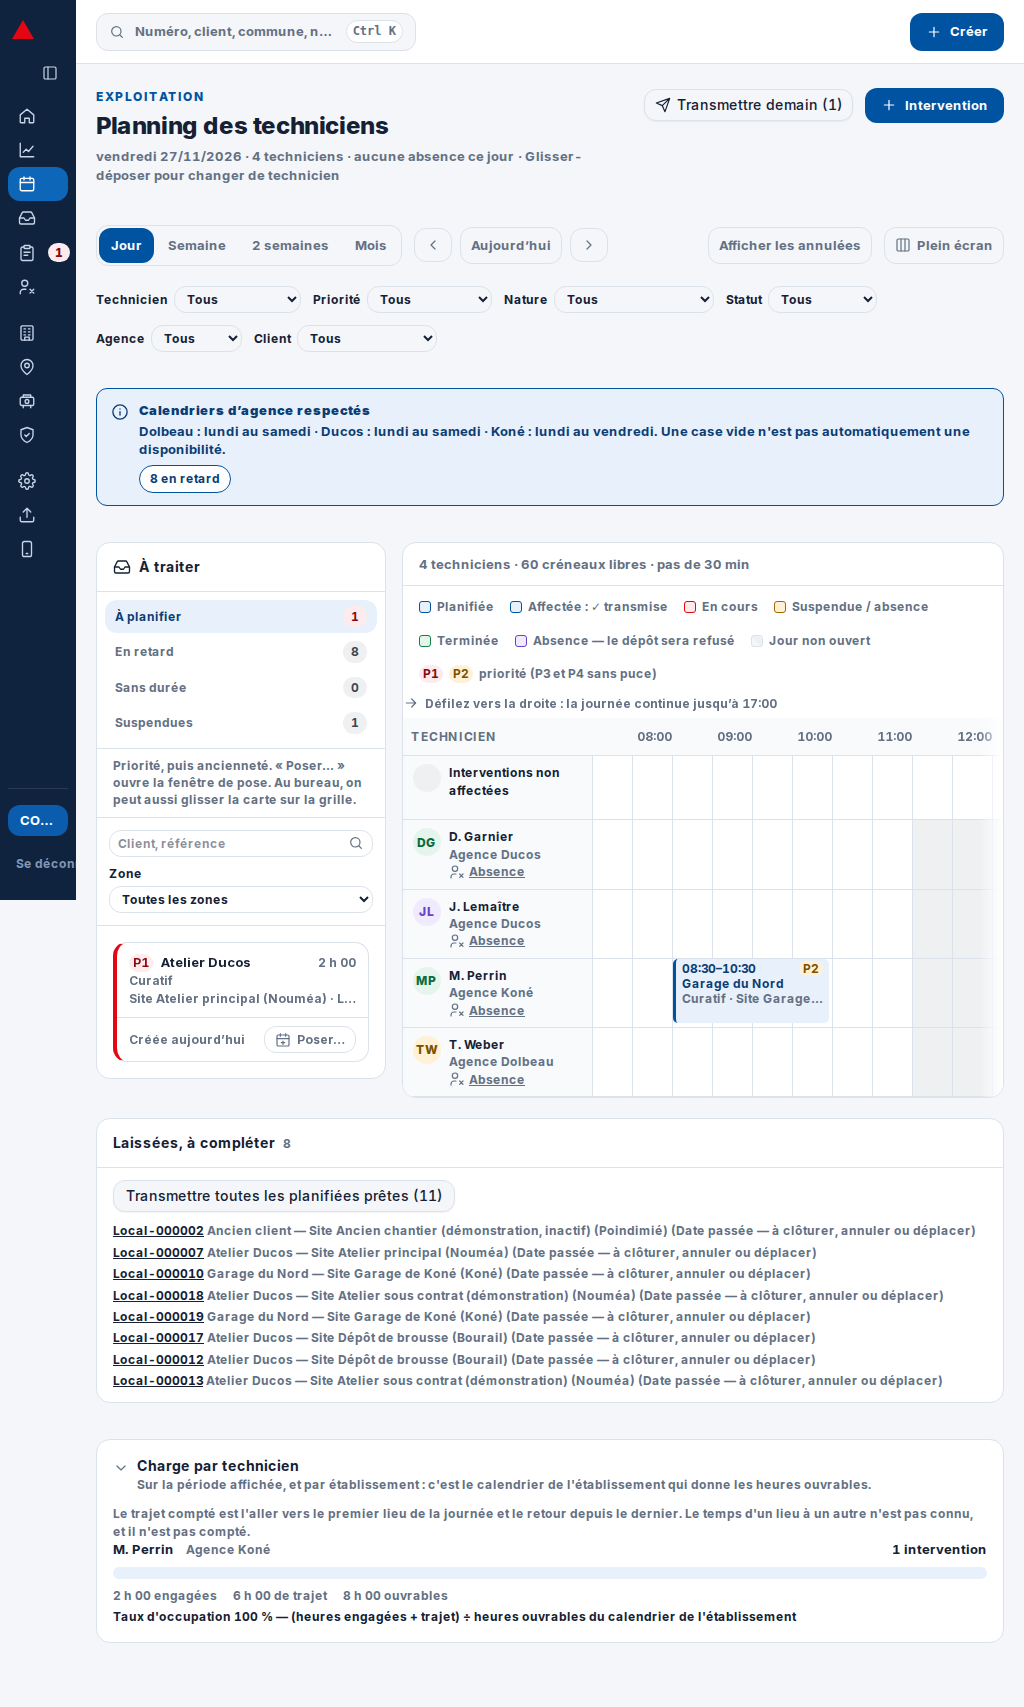 Numéro, client, commune, n… Ctrl K
Créer
EXPLOITATION
Planning des techniciens
vendredi 27/11/2026 · 4 techniciens · aucune absence ce jour · Glisser-
déposer pour changer de technicien
Transmettre demain (1)
Intervention
Jour Semaine 2 semaines Mois
Aujourd’hui
Afficher les annulées
Plein écran
Technicien Tous Priorité Tous Nature Tous Statut Tous
Agence Tous Client Tous
1
CO…
Se décon
Calendriers d’agence respectés
Dolbeau : lundi au samedi · Ducos : lundi au samedi · Koné : lundi au vendredi. Une case vide n'est pas automatiquement une
disponibilité.
8 en retard
À traiter
À planifier 1
En retard 8
Sans durée 0
Suspendues 1
Priorité, puis ancienneté. « Poser… »
ouvre la fenêtre de pose. Au bureau, on
peut aussi glisser la carte sur la grille.
Client, référence
Zone
Toutes les zones
P1 Atelier Ducos 2 h 00
Curatif
Site Atelier principal (Nouméa) · L…
Créée aujourd’hui Poser…
4 techniciens · 60 créneaux libres · pas de 30 min
Planifiée Affectée : ✓ transmise En cours Suspendue / absence
Terminée Absence — le dépôt sera refusé Jour non ouvert
P1 P2 priorité (P3 et P4 sans puce)
→ Défilez vers la droite : la journée continue jusqu’à 17:00
TECHNICIEN 08:00 09:00 10:00 11:00 12:00
Interventions non
affectées
DG D. Garnier
Agence Ducos
Absence
JL J. Lemaître
Agence Ducos
Absence
MP M. Perrin
Agence Koné
Absence
08:30–10:30 P2
Garage du Nord
Curatif · Site Garage…
TW T. Weber
Agence Dolbeau
Absence
Laissées, à compléter 8
Transmettre toutes les planifiées prêtes (11)
Local-000002 Ancien client — Site Ancien chantier (démonstration, inactif) (Poindimié) (Date passée — à clôturer, annuler ou déplacer)
Local-000007 Atelier Ducos — Site Atelier principal (Nouméa) (Date passée — à clôturer, annuler ou déplacer)
Local-000010 Garage du Nord — Site Garage de Koné (Koné) (Date passée — à clôturer, annuler ou déplacer)
Local-000018 Atelier Ducos — Site Atelier sous contrat (démonstration) (Nouméa) (Date passée — à clôturer, annuler ou déplacer)
Local-000019 Garage du Nord — Site Garage de Koné (Koné) (Date passée — à clôturer, annuler ou déplacer)
Local-000017 Atelier Ducos — Site Dépôt de brousse (Bourail) (Date passée — à clôturer, annuler ou déplacer)
Local-000012 Atelier Ducos — Site Dépôt de brousse (Bourail) (Date passée — à clôturer, annuler ou déplacer)
Local-000013 Atelier Ducos — Site Atelier sous contrat (démonstration) (Nouméa) (Date passée — à clôturer, annuler ou déplacer)
Charge par technicien
Sur la période affichée, et par établissement : c'est le calendrier de l'établissement qui donne les heures ouvrables.
Le trajet compté est l'aller vers le premier lieu de la journée et le retour depuis le dernier. Le temps d'un lieu à un autre n'est pas connu,
et il n'est pas compté.
M. Perrin Agence Koné 1 intervention
2 h 00 engagées 6 h 00 de trajet 8 h 00 ouvrables
Taux d'occupation 100 % — (heures engagées + trajet) ÷ heures ouvrables du calendrier de l'établissement